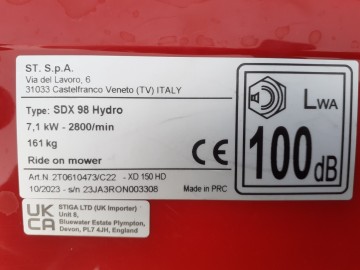 ST. S.p.A.
Via del Lavoro, 6
31033 Castelfranco Veneto (TV) ITALY
Type: SDX 98 Hydro
7,1 kW - 2800/min
161 kg
Ride on mower
CE
Art.N. 2T0610473/C22 - XD 150 HD
10/2023 - s/n 23JA3RON003308
Made in PRC
LWA
100dB
UK
CA
STIGA LTD (UK Importer)
Unit 8,
Bluewater Estate Plympton,
Devon, PL7 4JH, England